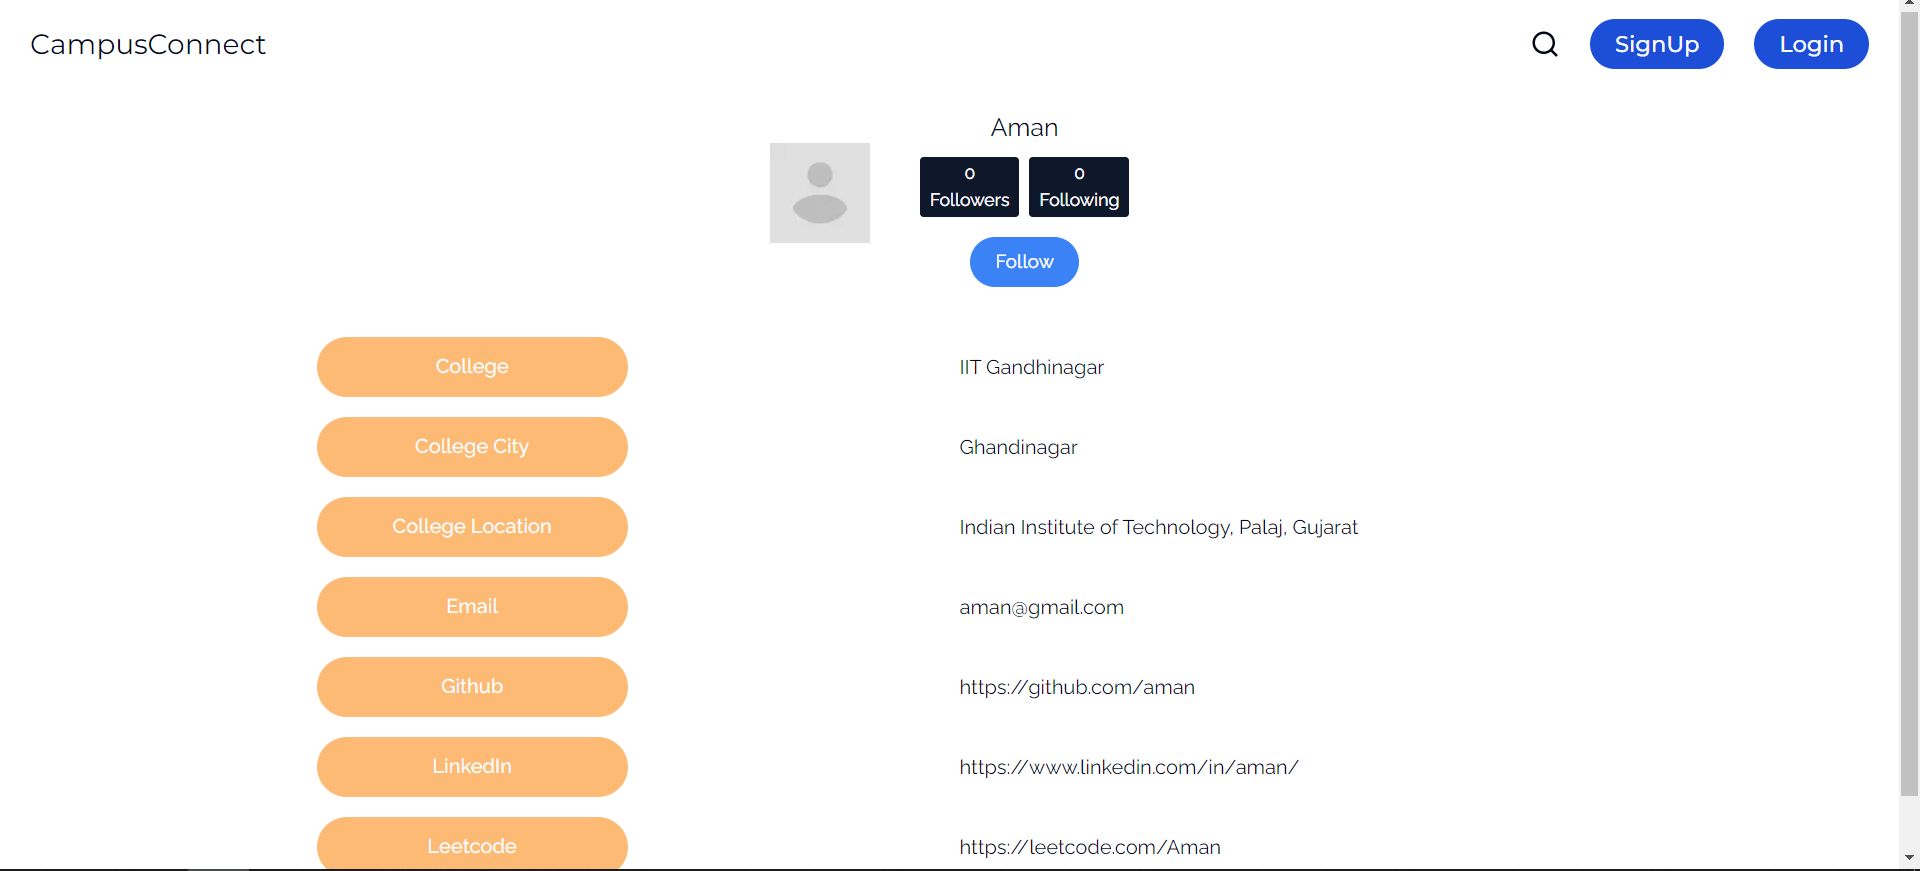 CampusConnect
SignUp
Login
Aman
0
Followers
0
Following
Follow
College
IIT Gandhinagar
College City
Ghandinagar
College Location
Indian Institute of Technology, Palaj, Gujarat
Email
aman@gmail.com
Github
https://github.com/aman
LinkedIn
https://www.linkedin.com/in/aman/
Leetcode
https://leetcode.com/Aman